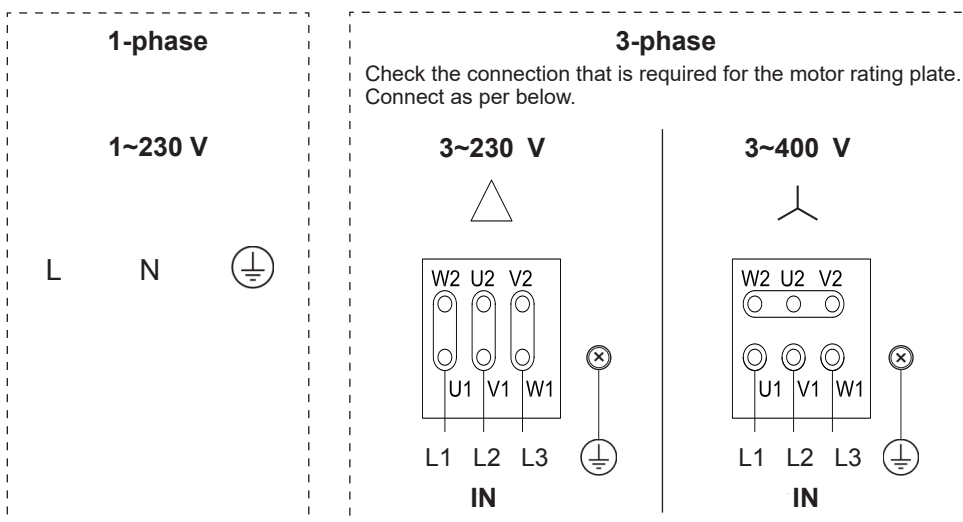 1-phase
1~230 V
L N
3-phase
Check the connection that is required for the motor rating plate.
Connect as per below.
3~230 V
W2 U2 V2
U1 V1 W1
L1 L2 L3
IN
3~400 V
W2 U2 V2
U1 V1 W1
L1 L2 L3
IN